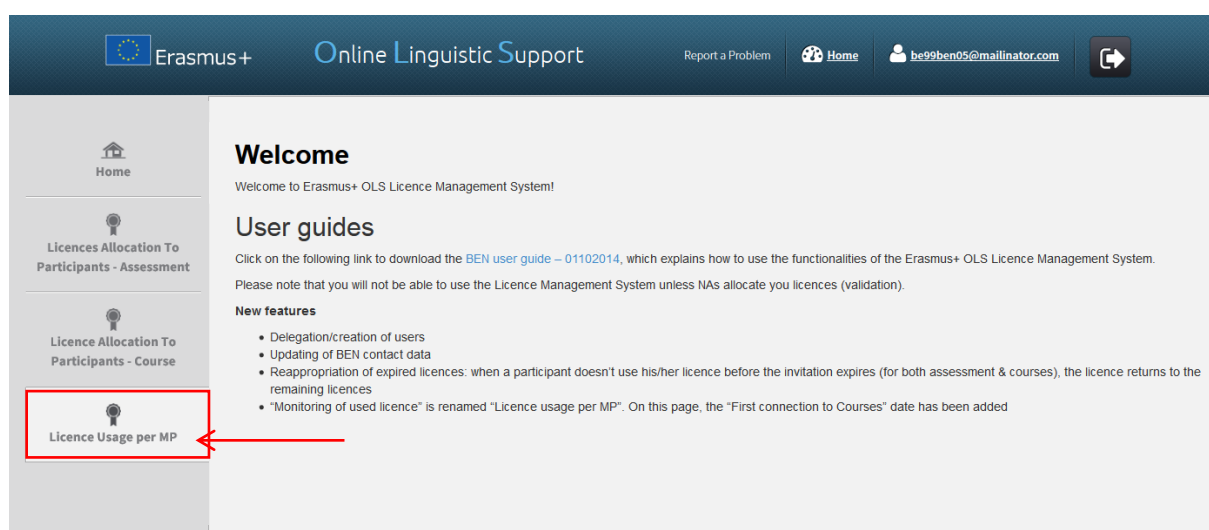 Erasmus+
Online Linguistic Support
Report a Problem
Home
be99ben05@mailinator.com
Home
Licences Allocation To
Participants - Assessment
Licence Allocation To
Participants - Course
Licence Usage per MP
Welcome
Welcome to Erasmus+ OLS Licence Management System!
User guides
Click on the following link to download the BEN user guide – 01102014, which explains how to use the functionalities of the Erasmus+ OLS Licence Management System.
Please note that you will not be able to use the Licence Management System unless NAs allocate you licences (validation).
New features
• Delegation/creation of users
• Updating of BEN contact data
• Reappropriation of expired licences: when a participant doesn't use his/her licence before the invitation expires (for both assessment & courses), the licence returns to the
remaining licences
• "Monitoring of used licence" is renamed "Licence usage per MP". On this page, the "First connection to Courses" date has been added